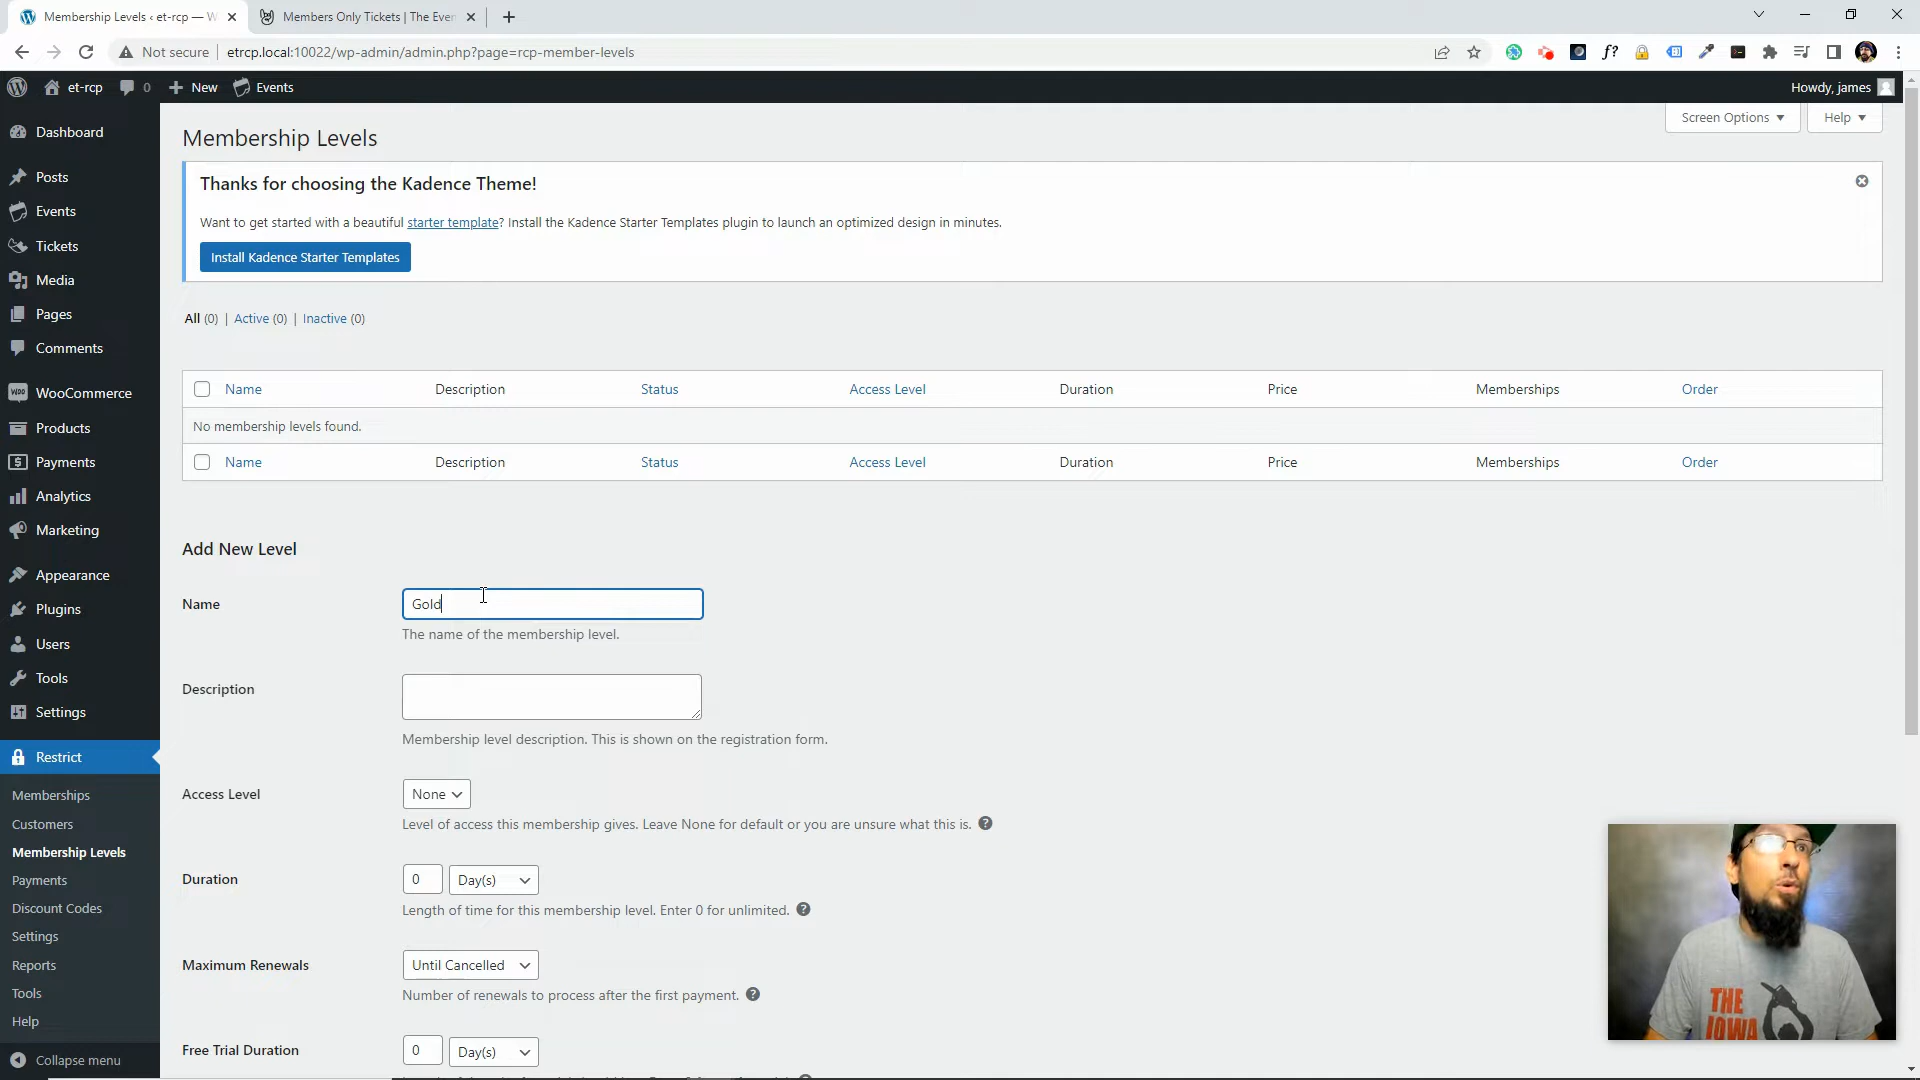 Membership Levels ‹ et-rcp — W
Members Only Tickets | The Even
Not secure
etrcp.local:10022/wp-admin/admin.php?page=rcp-member-levels
f?
et-rcp
0
New
Events
Howdy, james
Dashboard
Posts
Events
Tickets
Media
Pages
Comments
WooCommerce
Products
Payments
Analytics
Marketing
Appearance
Plugins
Users
Tools
Settings
Restrict
Memberships
Customers
Membership Levels
Payments
Discount Codes
Settings
Reports
Tools
Help
Collapse menu
Screen Options
Help
Membership Levels
Thanks for choosing the Kadence Theme!
Want to get started with a beautiful starter template? Install the Kadence Starter Templates plugin to launch an optimized design in minutes.
Install Kadence Starter Templates
All (0) | Active (0) | Inactive (0)
Name Description Status Access Level Duration Price Memberships Order
No membership levels found.
Name Description Status Access Level Duration Price Memberships Order
Add New Level
Name
Gold
The name of the membership level.
Description
Membership level description. This is shown on the registration form.
Access Level
None
Level of access this membership gives. Leave None for default or you are unsure what this is. ?
Duration
0 Day(s)
Length of time for this membership level. Enter 0 for unlimited. ?
Maximum Renewals
Until Cancelled
Number of renewals to process after the first payment. ?
Free Trial Duration
0 Day(s)
THE
IOWA